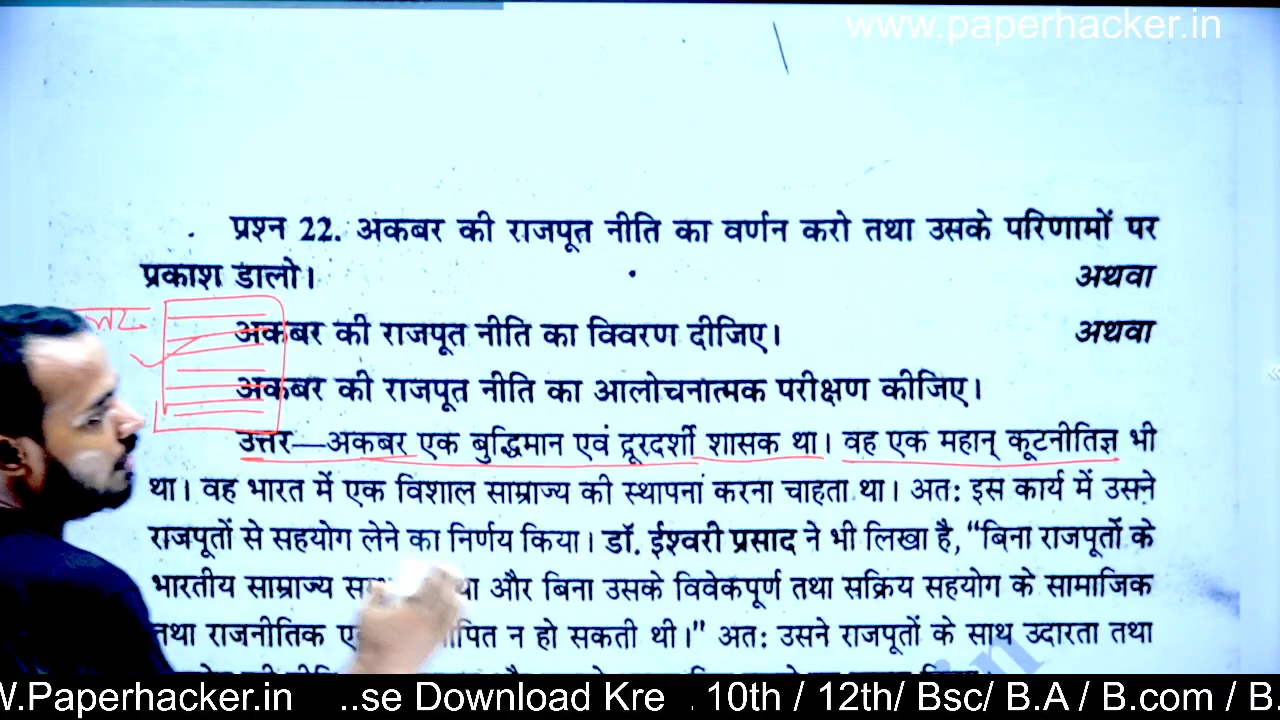 www.paperhacker.in
प्रश्न 22. अकबर की राजपूत नीति का वर्णन करो तथा उसके परिणामों पर
प्रकाश डालो। अथवा
अकबर की राजपूत नीति का विवरण दीजिए। अथवा
अकबर की राजपूत नीति का आलोचनात्मक परीक्षण कीजिए।
उत्तर—अकबर एक बुद्धिमान एवं दूरदर्शी शासक था। वह एक महान् कूटनीतिज्ञ भी
था। वह भारत में एक विशाल साम्राज्य की स्थापना करना चाहता था। अतः इस कार्य में उसने
राजपूतों से सहयोग लेने का निर्णय किया। डॉ. ईश्वरी प्रसाद ने भी लिखा है, “बिना राजपूतों के
भारतीय साम्राज्य और बिना उसके विवेकपूर्ण तथा सक्रिय सहयोग के सामाजिक
तथा राजनीतिक न हो सकती थी।" अतः उसने राजपूतों के साथ उदारता तथा
W.Paperhacker.in ..se Download Kre . 10th / 12th/ Bsc/ B.A / B.com / B.